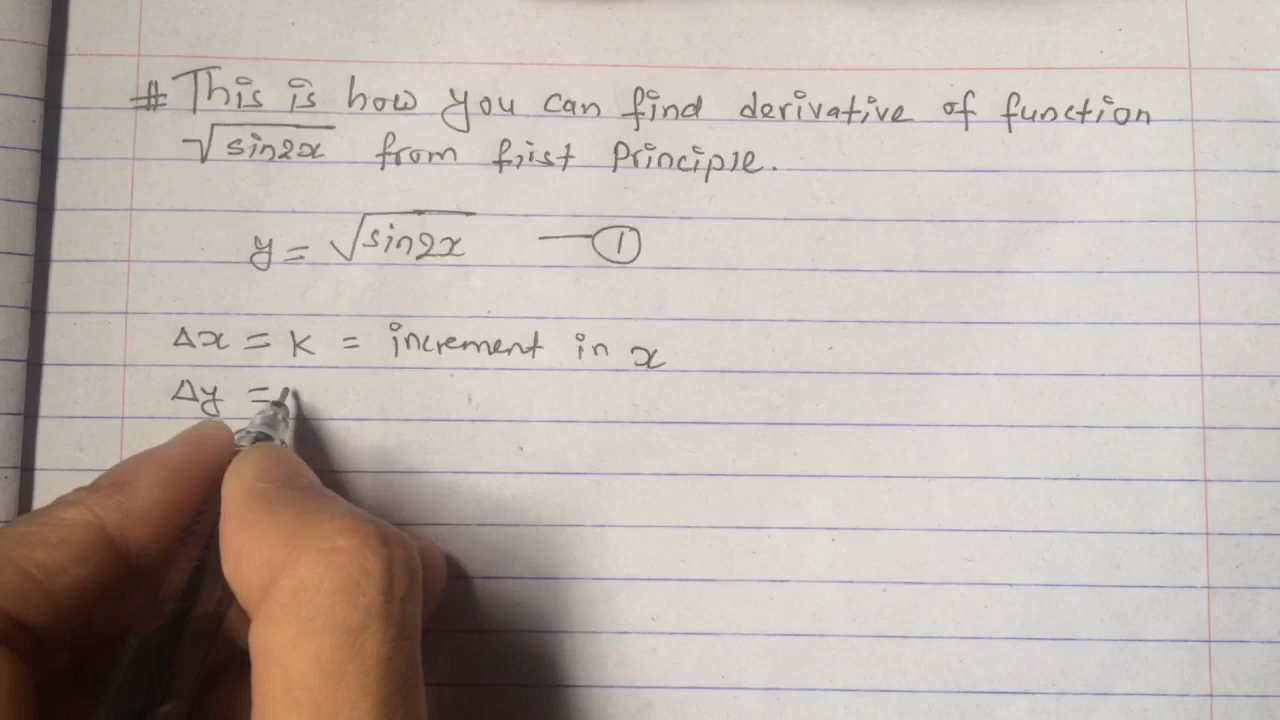 # This is how you can find derivative of function
√sin2x from first Principle.
y = √sin2x —①
Δx = k = increment in x
Δy =